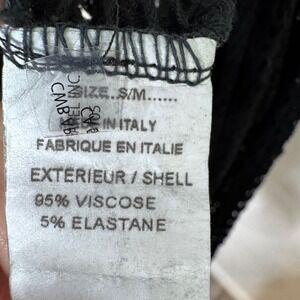 SIZE..S/M......
IN ITALY
FABRIQUE EN ITALIE
EXTERIEUR / SHELL
95% VISCOSE
5% ELASTANE